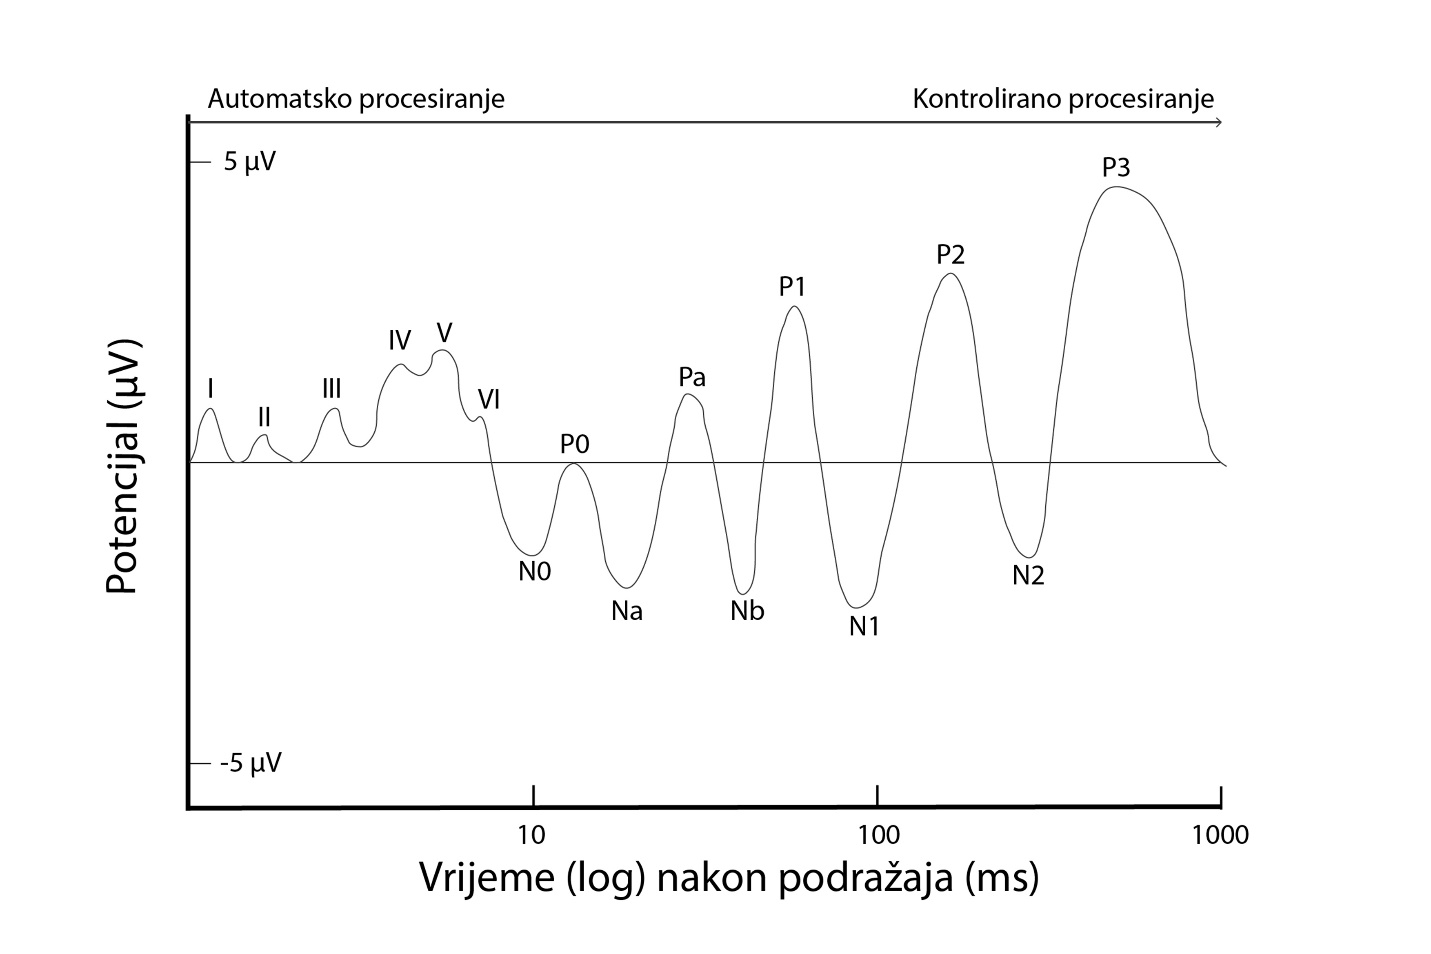 Automatsko procesiranje
Kontrolirano procesiranje
5 µV
P3
P2
P1
V
IV
Pa
I
III
VI
II
P0
Potencijal (µV)
N0
N2
Na
Nb
N1
-5 µV
10
100
1000
Vrijeme (log) nakon podražaja (ms)